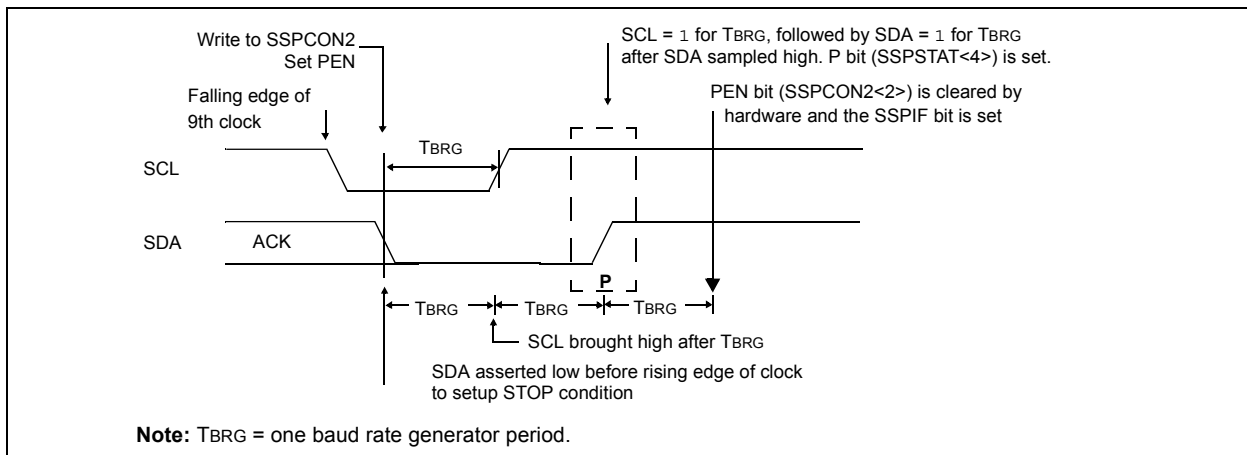 Write to SSPCON2
Set PEN
SCL = 1 for TBRG, followed by SDA = 1 for TBRG
after SDA sampled high. P bit (SSPSTAT<4>) is set.
Falling edge of
9th clock
PEN bit (SSPCON2<2>) is cleared by
hardware and the SSPIF bit is set
TBRG
SCL
SDA
ACK
P
TBRG
TBRG
TBRG
SCL brought high after TBRG
SDA asserted low before rising edge of clock
to setup STOP condition
Note: TBRG = one baud rate generator period.